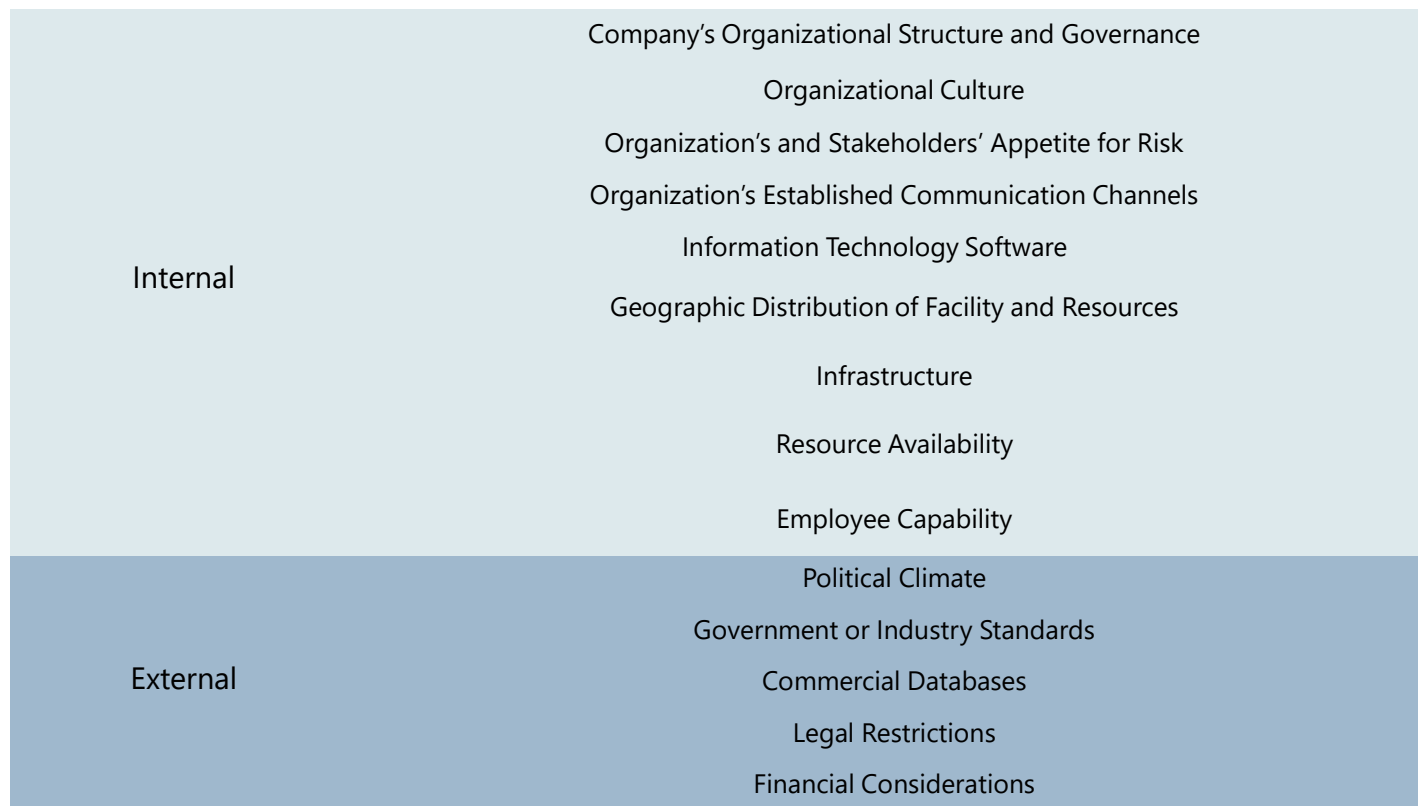 Company’s Organizational Structure and Governance
Organizational Culture
Organization’s and Stakeholders’ Appetite for Risk
Organization’s Established Communication Channels
Information Technology Software
Internal
Geographic Distribution of Facility and Resources
Infrastructure
Resource Availability
Employee Capability
Political Climate
Government or Industry Standards
External
Commercial Databases
Legal Restrictions
Financial Considerations